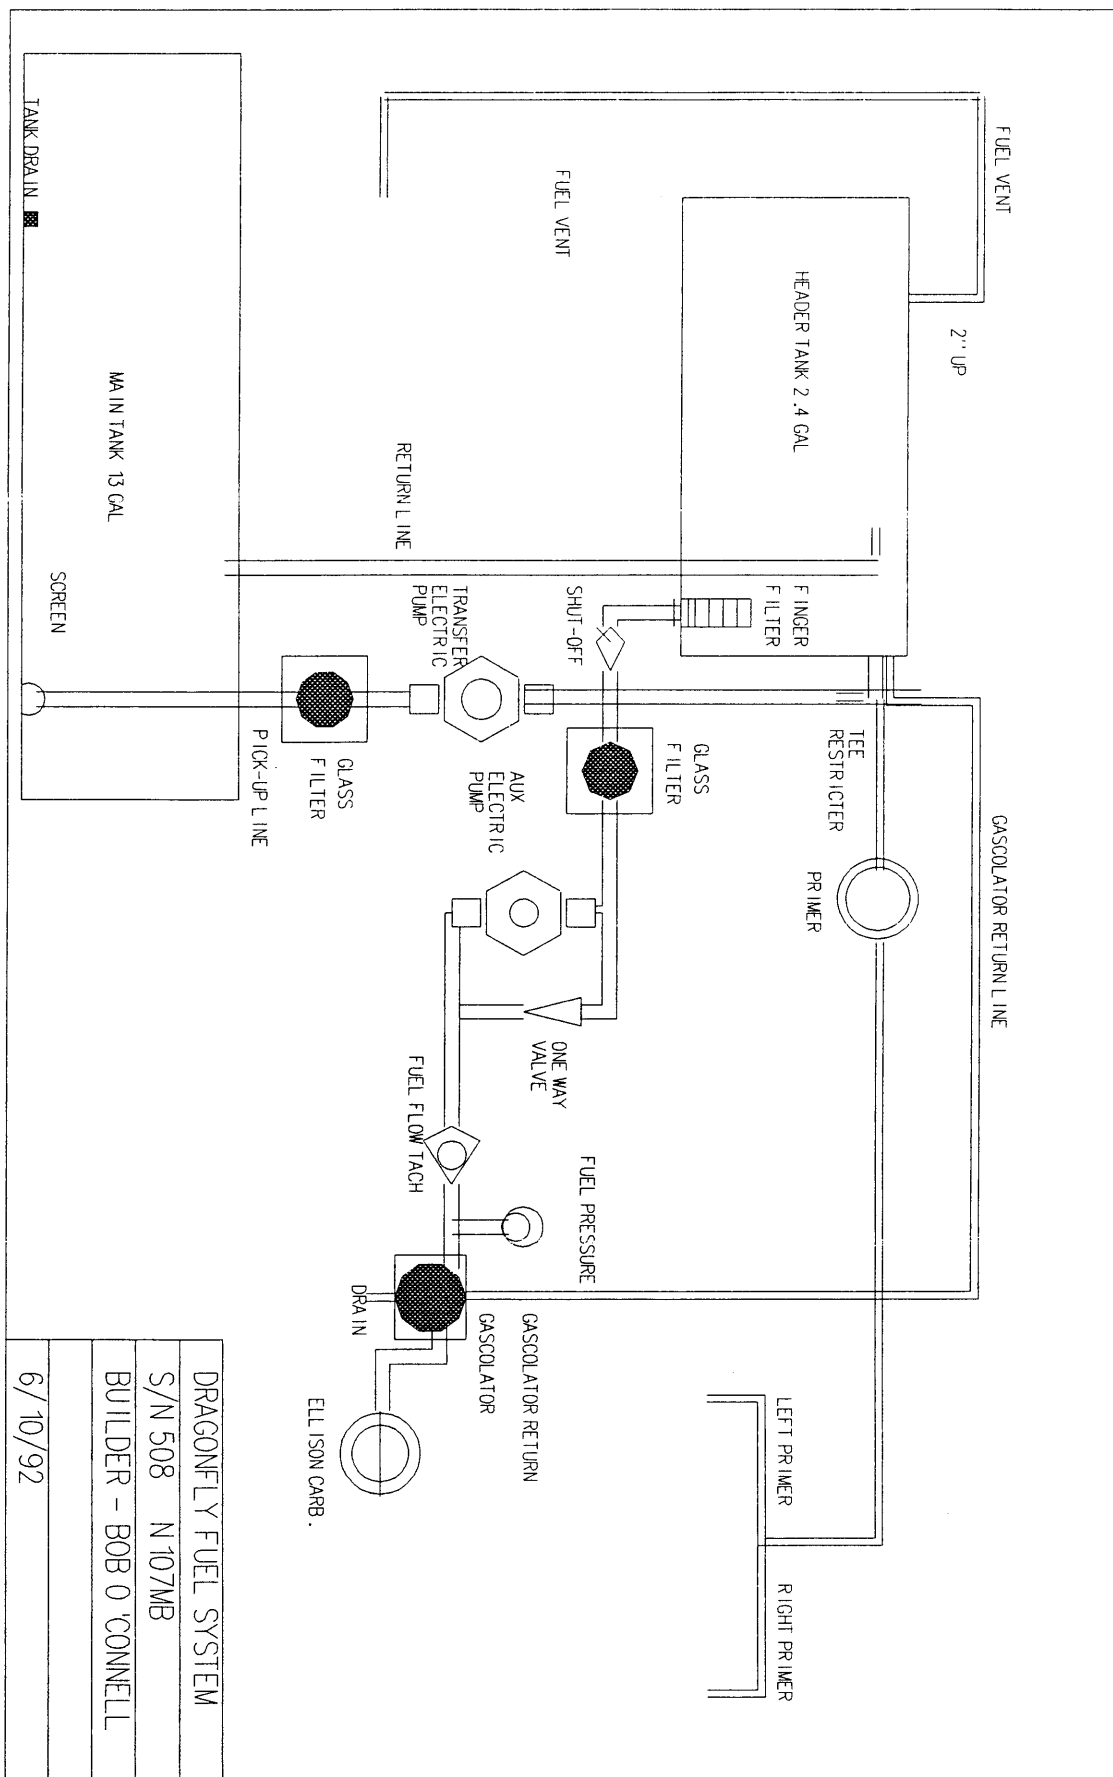 FUEL VENT
2'' UP
HEADER TANK 2.4 GAL
FUEL VENT
FINGER
FILTER
SHUT-OFF
RETURN LINE
TRANSFER
ELECTRIC
PUMP
MAIN TANK 13 GAL
TANK DRAIN
SCREEN
PICK-UP LINE
GLASS
FILTER
AUX
ELECTRIC
PUMP
GLASS
FILTER
TEE
RESTRICTER
PRIMER
GASCOLATOR RETURN LINE
ONE WAY
VALVE
FUEL FLOW TACH
FUEL PRESSURE
DRAIN
GASCOLATOR
GASCOLATOR RETURN
ELLISON CARB.
LEFT PRIMER
RIGHT PRIMER
DRAGONFLY FUEL SYSTEM
S/N 508 N107MB
BUILDER - BOB O'CONNELL
6/10/92